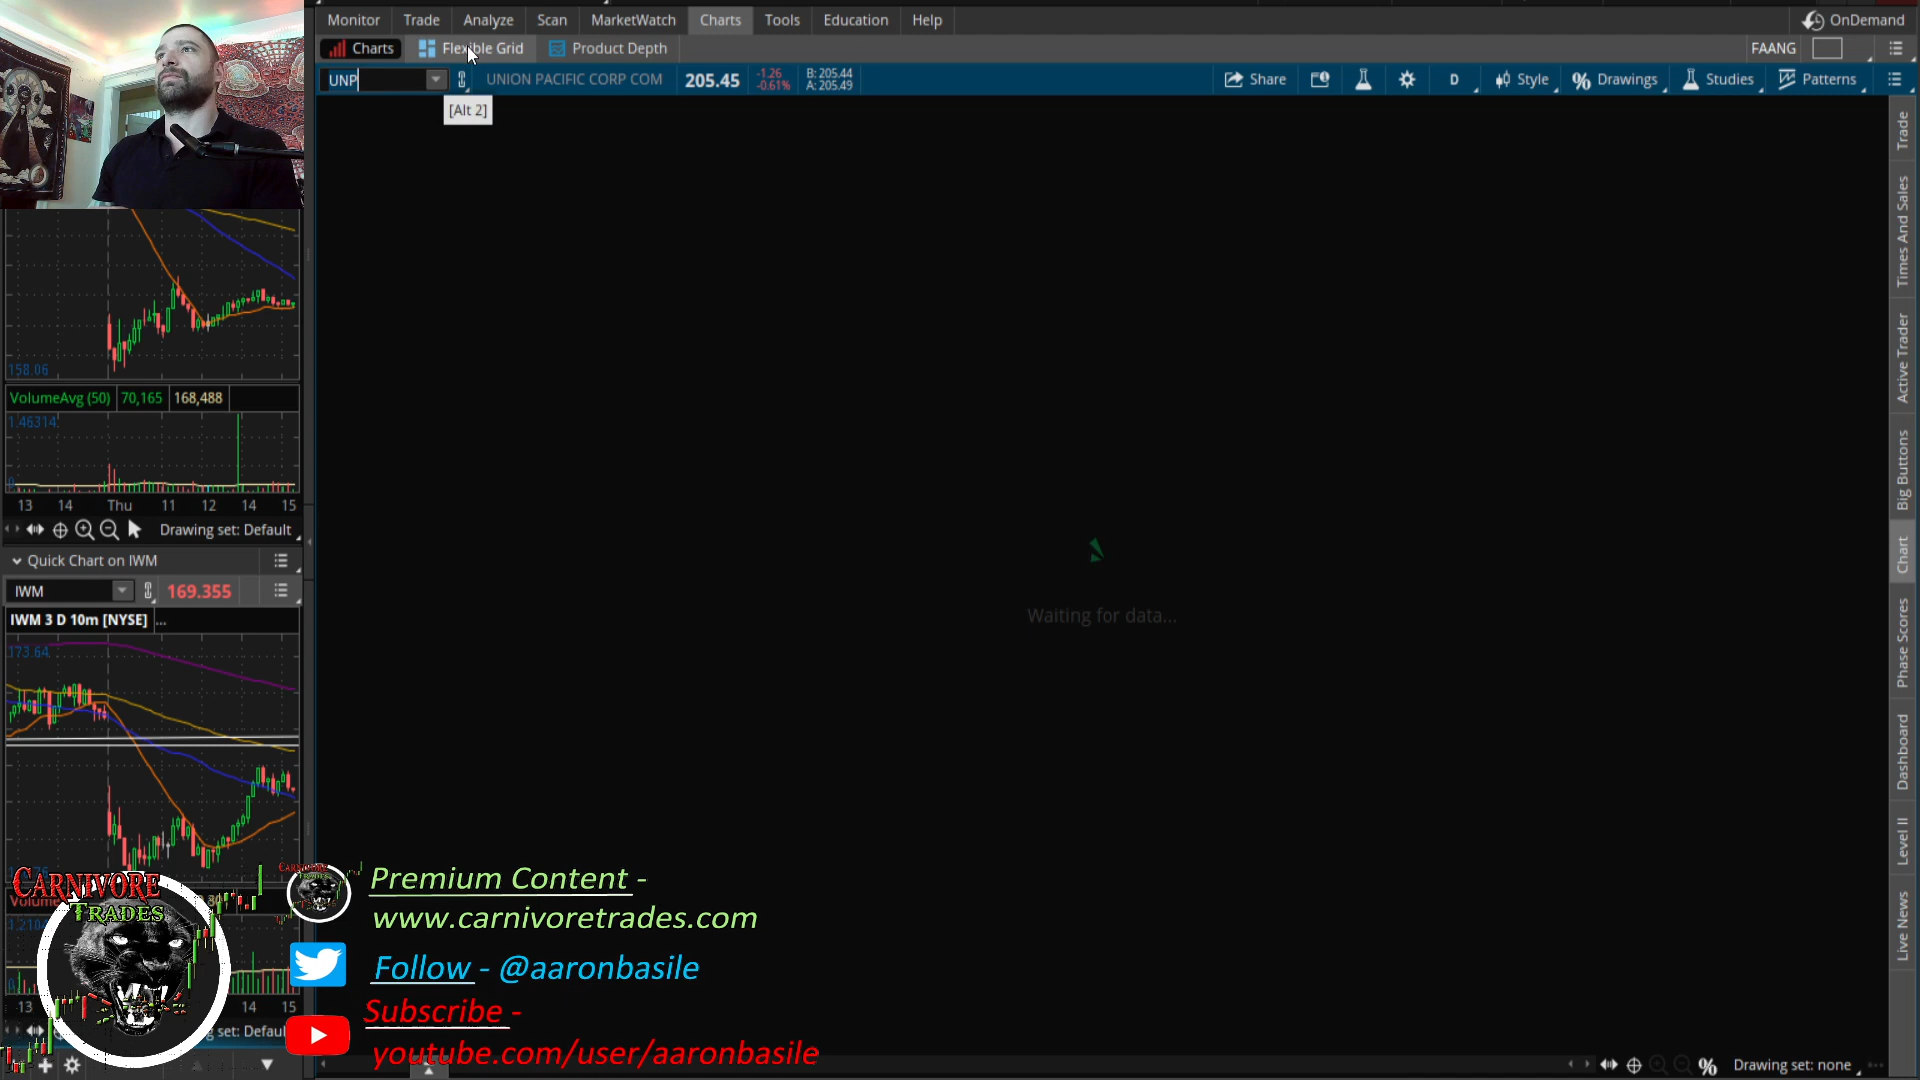 Monitor Trade Analyze Scan MarketWatch Charts Tools Education Help OnDemand
Charts Flexible Grid Product Depth FAANG
UNP UNION PACIFIC CORP COM 205.45 -1.26 -0.61% B: 205.44 A: 205.49 Share D Style Drawings Studies Patterns
[Alt 2]
Trade
Times And Sales
Active Trader
Big Buttons
Chart
Phase Scores
Dashboard
Level II
Live News
158.06
VolumeAvg (50) 70,165 168,488
1.46314
13 14 Thu 11 12 14 15
Drawing set: Default
Quick Chart on IWM
IWM 169.355
IWM 3 D 10m [NYSE] ...
173.64
Waiting for data...
CARNIVORE
TRADES
Premium Content -
www.carnivoretrades.com
Follow - @aaronbasile
Subscribe -
youtube.com/user/aaronbasile
13 14 15
Drawing set: none